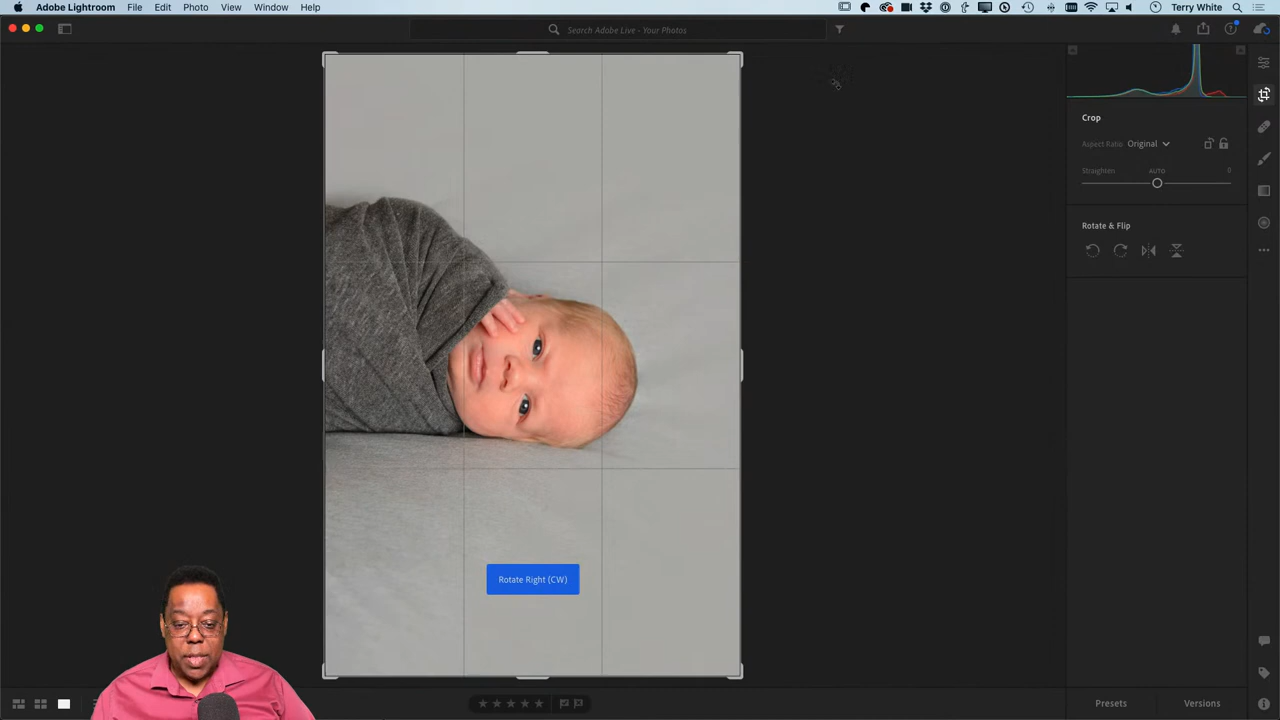 Adobe Lightroom File Edit Photo View Window Help Terry White
Search Adobe Live - Your Photos
Crop
Aspect Ratio Original
Straighten AUTO 0
Rotate & Flip
Rotate Right (CW)
Presets Versions